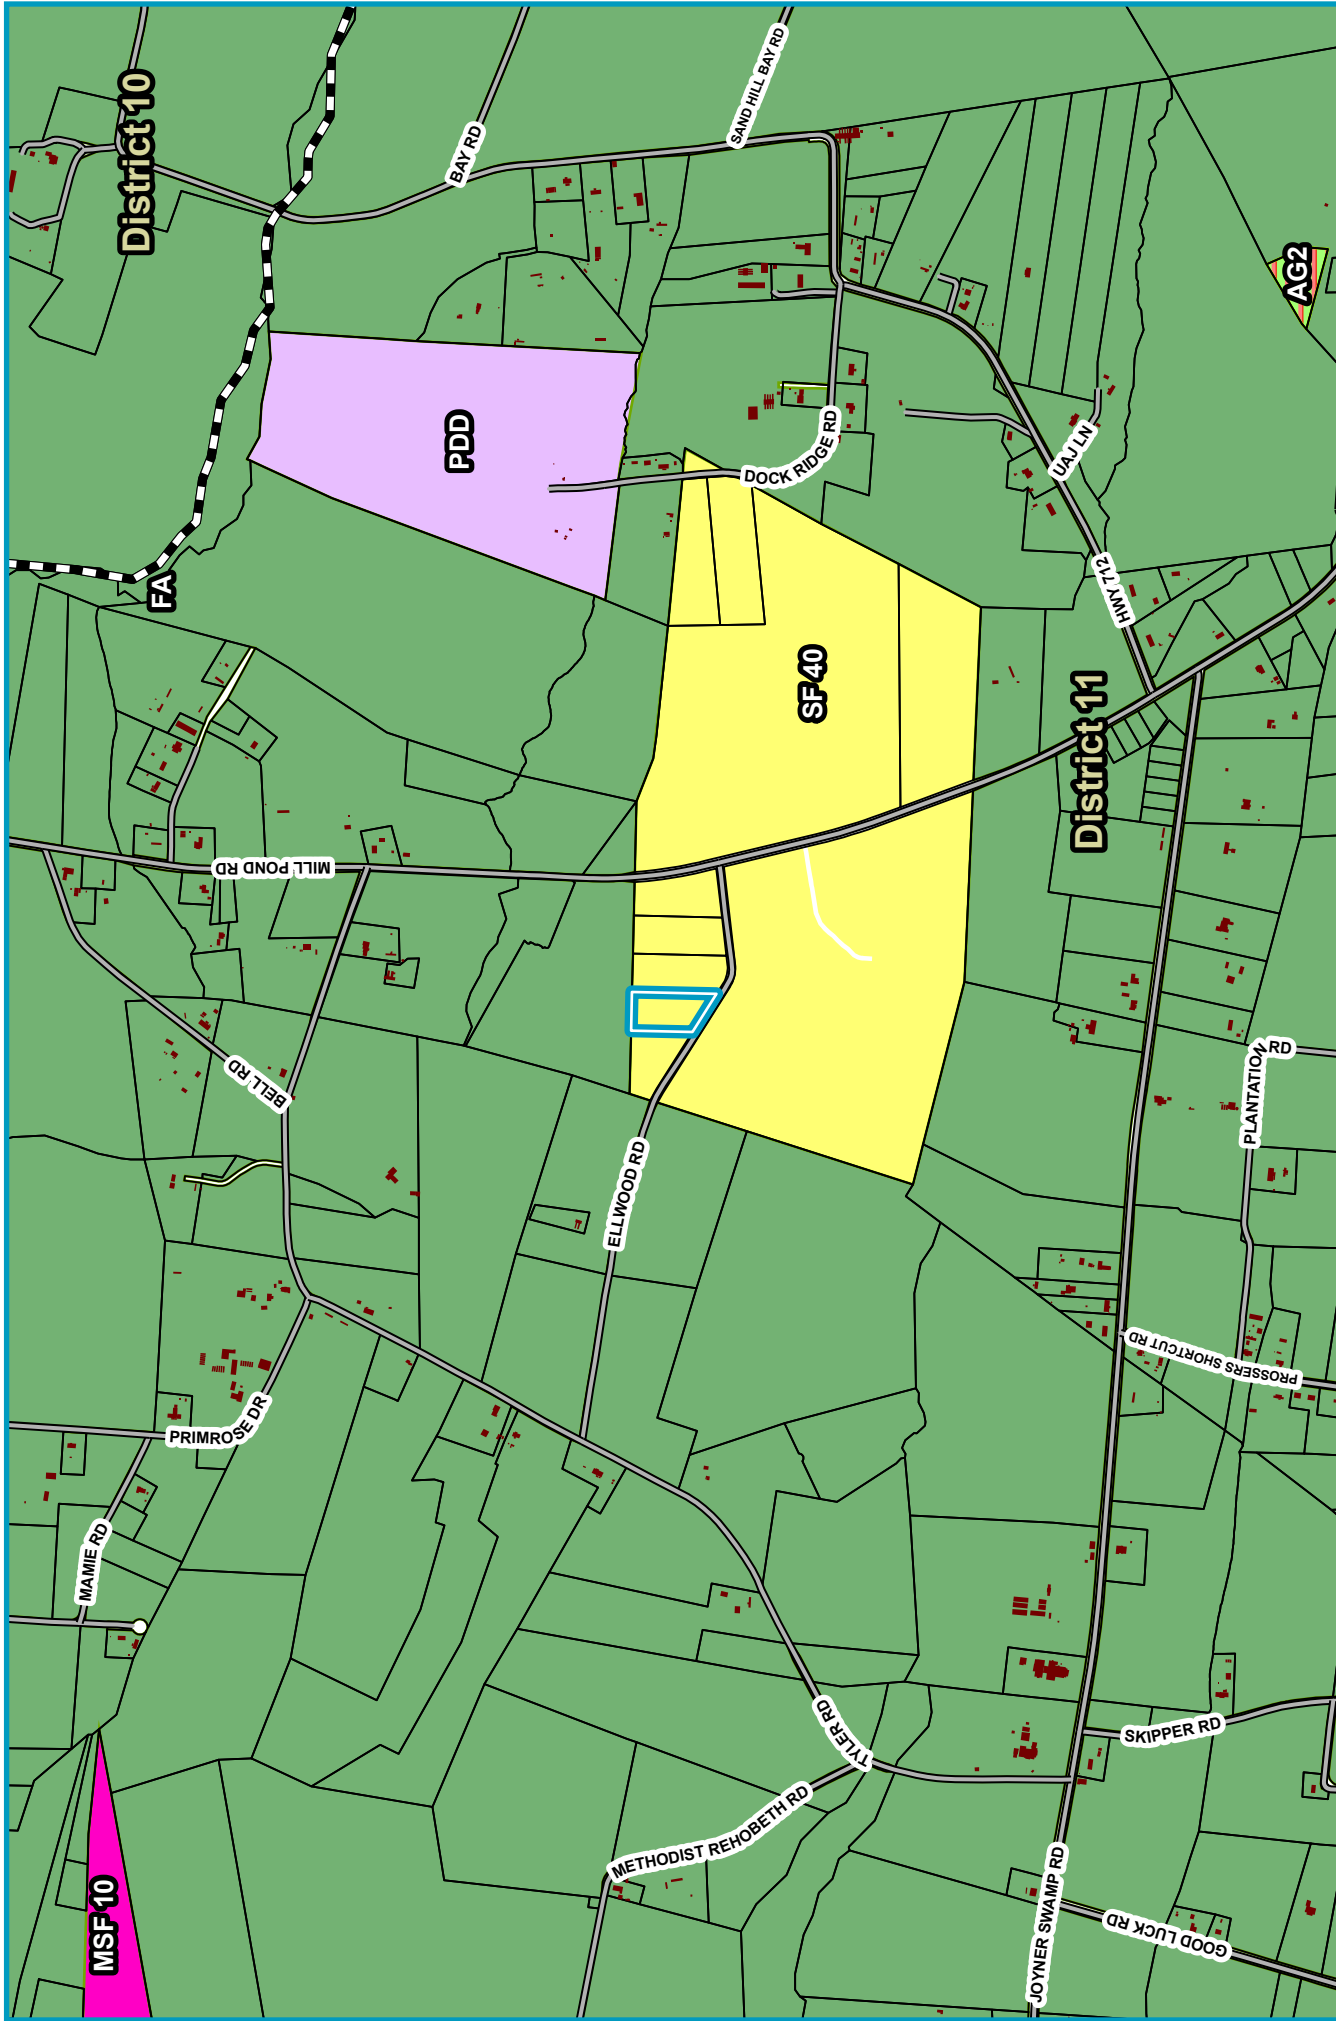 District 10
BAY RD
SAND HILL BAY RD
AG2
PDD
DOCK RIDGE RD
UAJ LN
FA
HWY 712
SF 40
District 11
MILL POND RD
BELL RD
PLANTATION RD
ELLWOOD RD
PROSSERS SHORTCUT RD
PRIMROSE DR
MAMIE RD
TYLER RD
SKIPPER RD
METHODIST REHOBETH RD
MSF 10
JOYNER SWAMP RD
GOOD LUCK RD